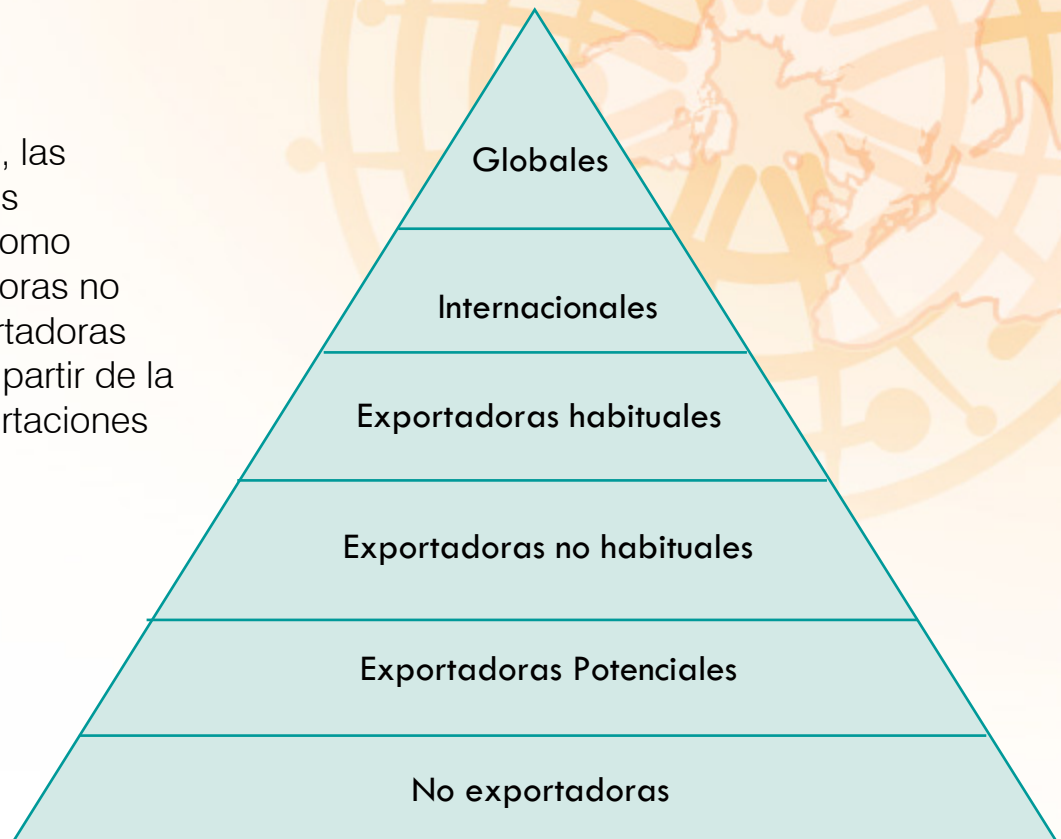 , las
s
omo
oras no
rtadoras
partir de la
rtaciones
Globales
Internacionales
Exportadoras habituales
Exportadoras no habituales
Exportadoras Potenciales
No exportadoras